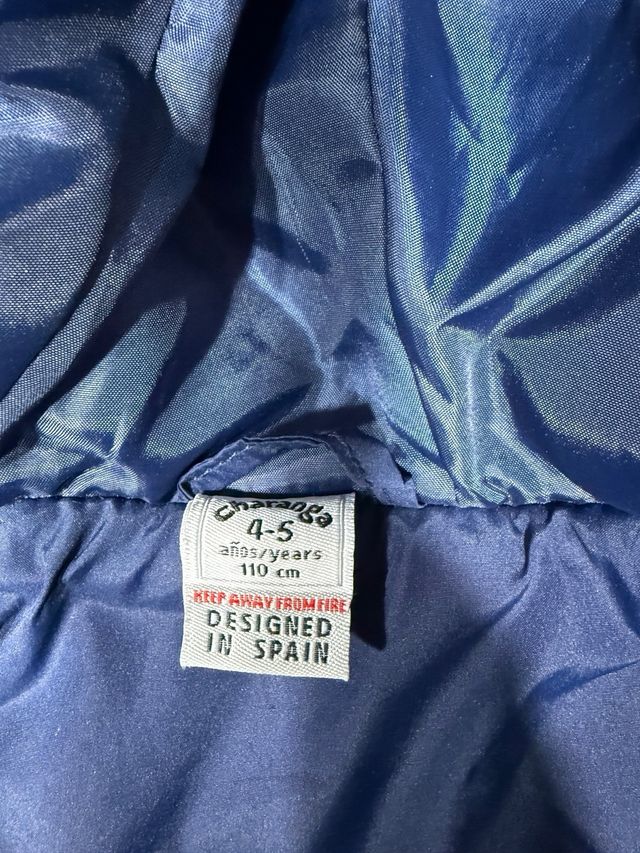 Charanga
4-5
años/years
110 cm
KEEP AWAY FROM FIRE
DESIGNED
IN SPAIN